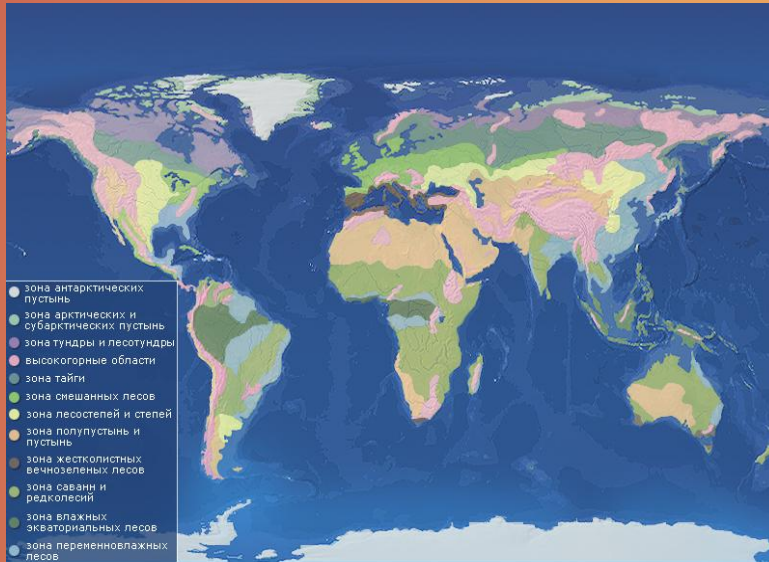 зона антарктических
пустынь
зона арктических и
субарктических пустынь
зона тундры и лесотундры
высокогорные области
зона тайги
зона смешанных лесов
зона лесостепей и степей
зона полупустынь и
пустынь
зона жестколистных
вечнозеленых лесов
зона саванн и
редколесий
зона влажных
экваториальных лесов
зона переменновлажных
лесов